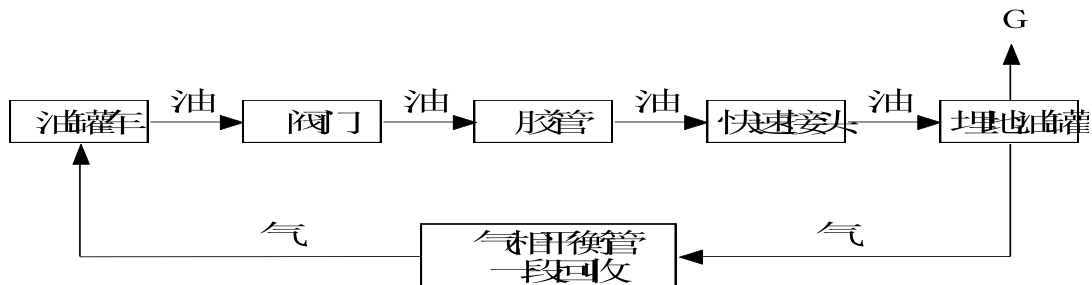 G
油 油 油 油
油罐车 阀门 胶管 快速接头 埋地油罐
气 气
气相平衡管
一段回收